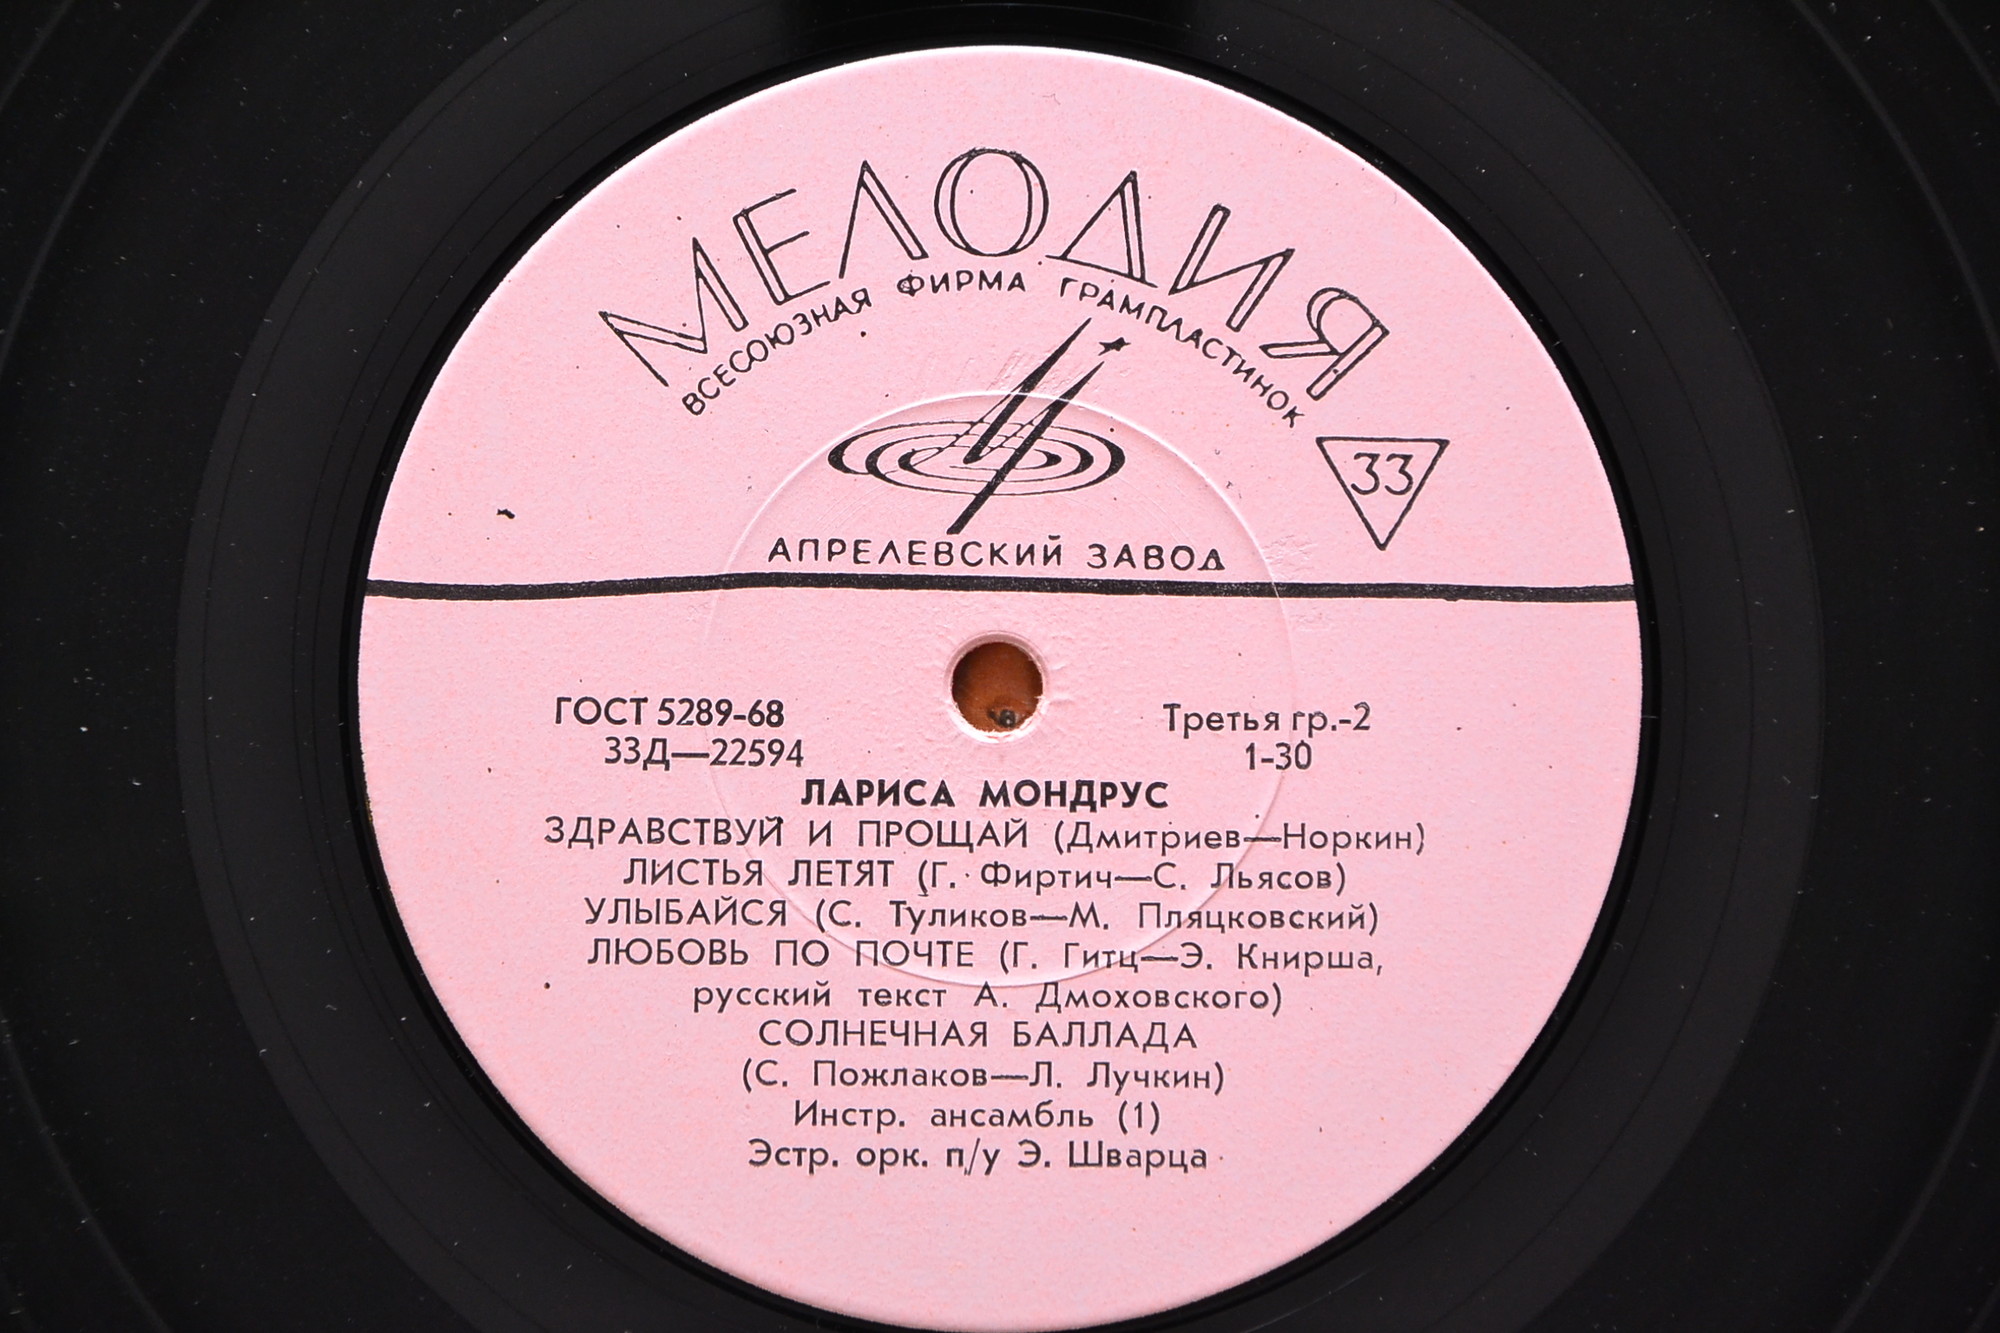 МЕЛОДИЯ
ВСЕСОЮЗНАЯ ФИРМА ГРАМПЛАСТИНОК
33
АПРЕЛЕВСКИЙ ЗАВОД
ГОСТ 5289-68
Третья гр.-2
33Д—22594
1-30
ЛАРИСА МОНДРУС
ЗДРАВСТВУЙ И ПРОЩАЙ (Дмитриев—Норкин)
ЛИСТЬЯ ЛЕТЯТ (Г. Фиртич—С. Льясов)
УЛЫБАЙСЯ (С. Туликов—М. Пляцковский)
ЛЮБОВЬ ПО ПОЧТЕ (Г. Гитц—Э. Книрша,
русский текст А. Дмоховского)
СОЛНЕЧНАЯ БАЛЛАДА
(С. Пожлаков—Л. Лучкин)
Инстр. ансамбль (1)
Эстр. орк. п/у Э. Шварца